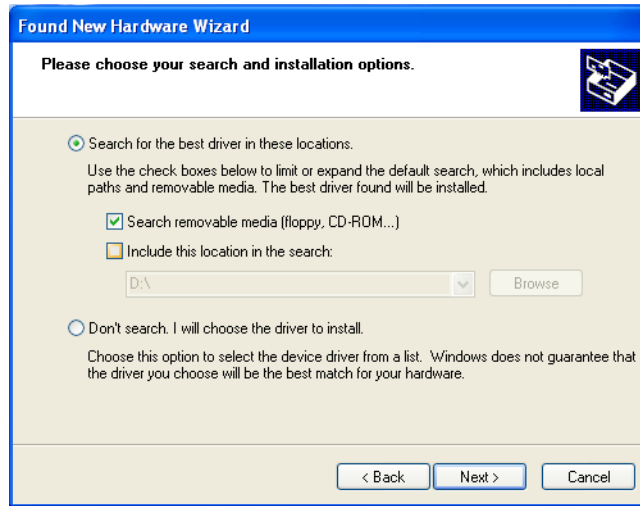 Found New Hardware Wizard
Please choose your search and installation options.
Search for the best driver in these locations.
Use the check boxes below to limit or expand the default search, which includes local
paths and removable media. The best driver found will be installed.
Search removable media (floppy, CD-ROM...)
Include this location in the search:
D:\
Browse
Don't search. I will choose the driver to install.
Choose this option to select the device driver from a list. Windows does not guarantee that
the driver you choose will be the best match for your hardware.
< Back Next > Cancel